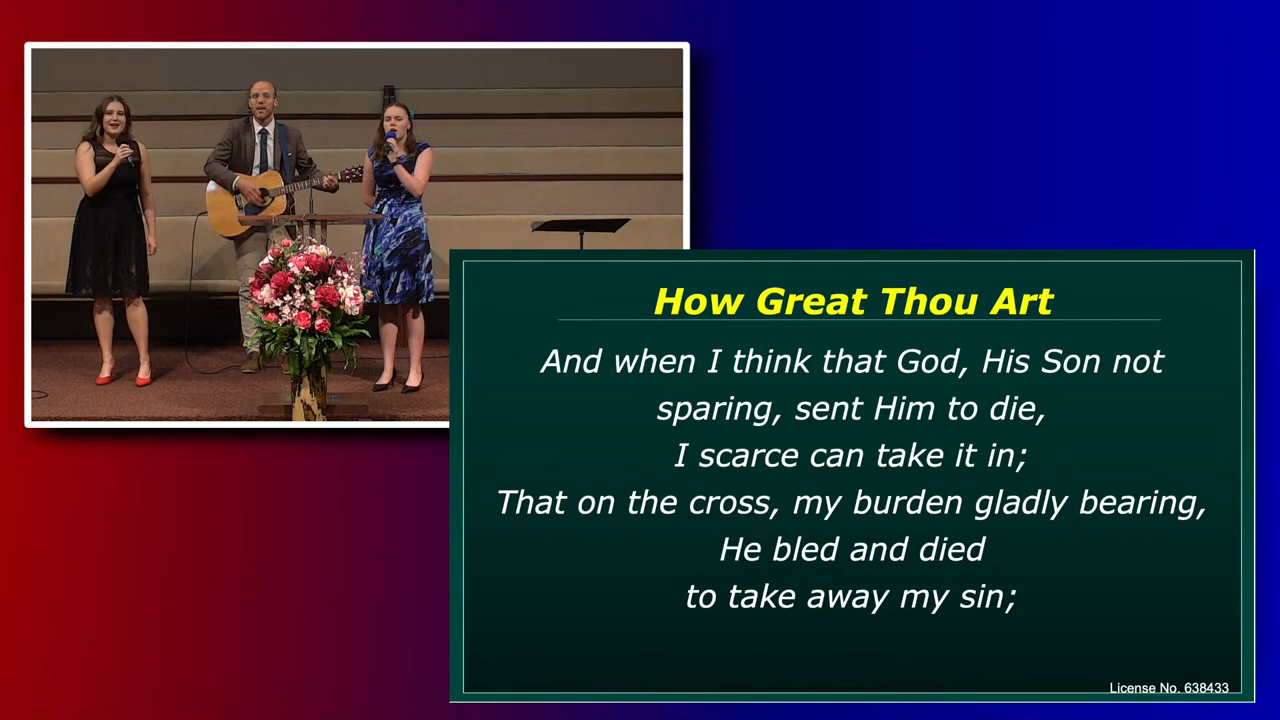 How Great Thou Art
And when I think that God, His Son not
sparing, sent Him to die,
I scarce can take it in;
That on the cross, my burden gladly bearing,
He bled and died
to take away my sin;
License No. 638433